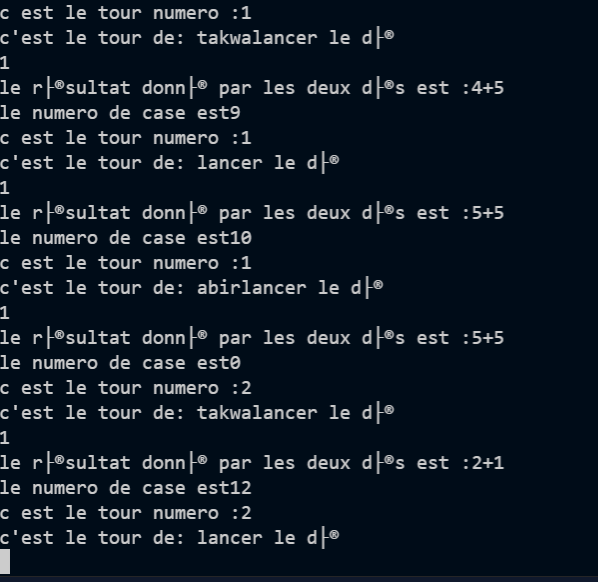 c est le tour numero :1
c'est le tour de: takwalancer le d├®
1
le r├®sultat donn├® par les deux d├®s est :4+5
le numero de case est9
c est le tour numero :1
c'est le tour de: lancer le d├®
1
le r├®sultat donn├® par les deux d├®s est :5+5
le numero de case est10
c est le tour numero :1
c'est le tour de: abirlancer le d├®
1
le r├®sultat donn├® par les deux d├®s est :5+5
le numero de case est0
c est le tour numero :2
c'est le tour de: takwalancer le d├®
1
le r├®sultat donn├® par les deux d├®s est :2+1
le numero de case est12
c est le tour numero :2
c'est le tour de: lancer le d├®